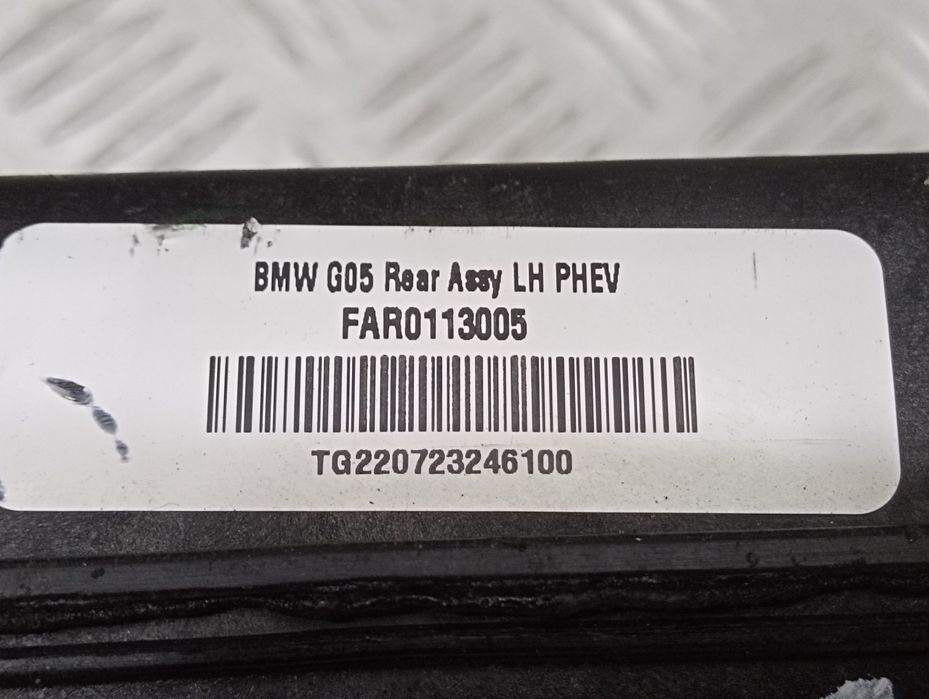 BMW G05 Rear Assy LH PHEV
FAR0113005
TG220723246100